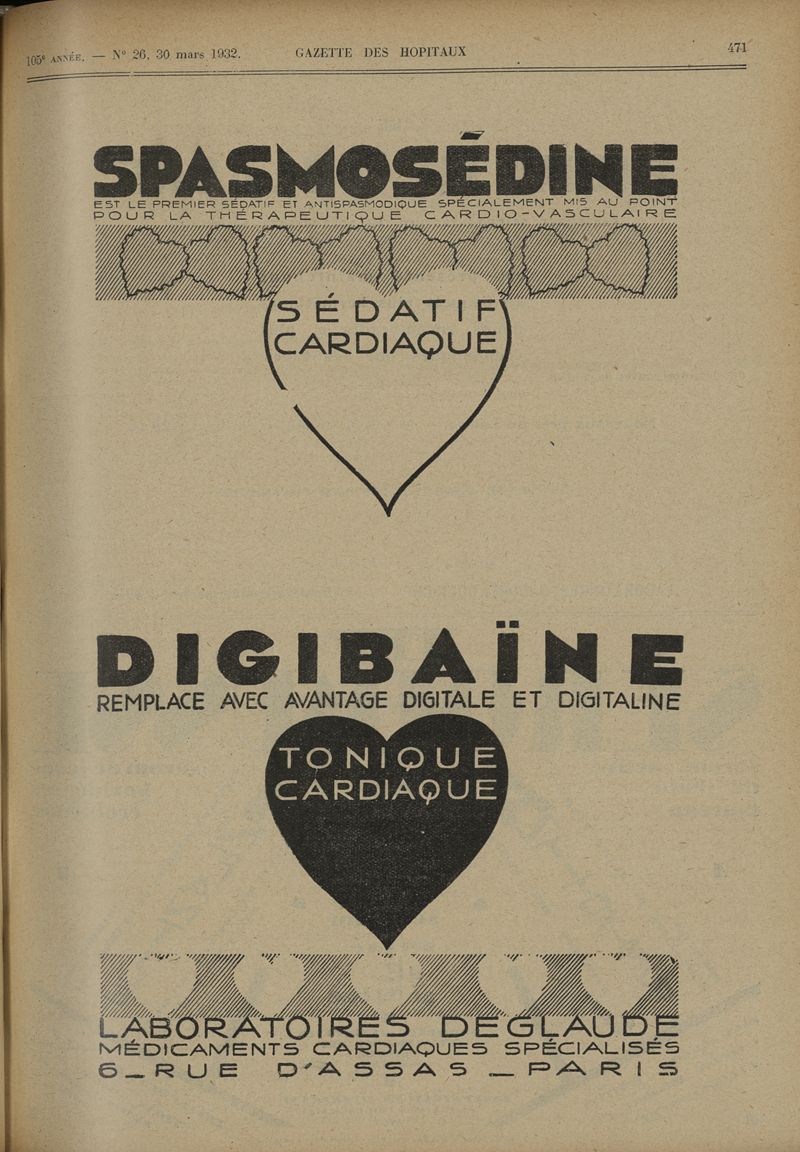 105e ANNÉE. — N° 26, 30 mars 1932. GAZETTE DES HOPITAUX 471
SPASMOSÉDINE
EST LE PREMIER SÉDATIF ET ANTISPASMODIQUE SPÉCIALEMENT MIS AU POINT
POUR LA THÉRAPEUTIQUE CARDIO-VASCULAIRE
SÉDATIF
CARDIAQUE
DIGIBAÏNE
REMPLACE AVEC AVANTAGE DIGITALE ET DIGITALINE
TONIQUE
CARDIAQUE
LABORATOIRES DEGLAUDE
MÉDICAMENTS CARDIAQUES SPÉCIALISÉS
6_RUE D'ASSAS_PARIS